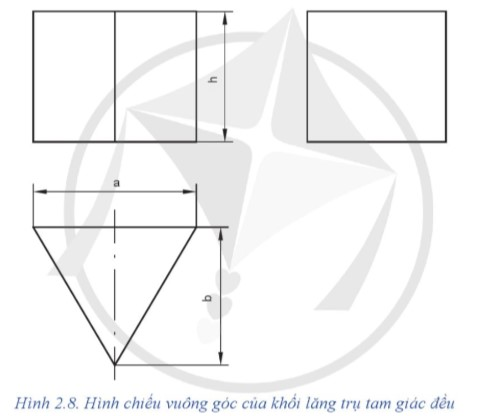 h
a
b
Hình 2.8. Hình chiếu vuông góc của khối lăng trụ tam giác đều